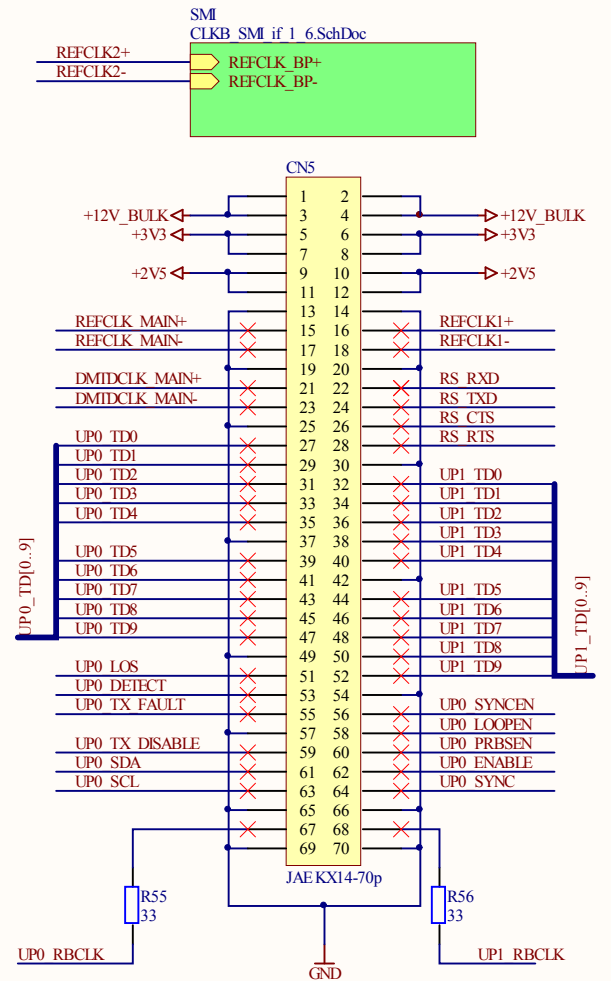 SMI
CLKB_SMI_if_1_6.SchDoc
REFCLK2+ REFCLK_BP+
REFCLK2- REFCLK_BP-
CN5
1 2
+12V_BULK 3 4 +12V_BULK
+3V3 5 6 +3V3
7 8
+2V5 9 10 +2V5
11 12
13 14
REFCLK_MAIN+ 15 16 REFCLK1+
REFCLK_MAIN- 17 18 REFCLK1-
19 20
DMTDCLK_MAIN+ 21 22 RS_RXD
DMTDCLK_MAIN- 23 24 RS_TXD
25 26 RS_CTS
UP0_TD0 27 28 RS_RTS
UP0_TD1 29 30
UP0_TD2 31 32 UP1_TD0
UP0_TD3 33 34 UP1_TD1
UP0_TD4 35 36 UP1_TD2
37 38 UP1_TD3
UP0_TD5 39 40 UP1_TD4
UP0_TD6 41 42
UP0_TD7 43 44 UP1_TD5
UP0_TD8 45 46 UP1_TD6
UP0_TD9 47 48 UP1_TD7
49 50 UP1_TD8
UP0_LOS 51 52 UP1_TD9
UP0_DETECT 53 54
UP0_TX_FAULT 55 56 UP0_SYNCEN
57 58 UP0_LOOPEN
UP0_TX_DISABLE 59 60 UP0_PRBSEN
UP0_SDA 61 62 UP0_ENABLE
UP0_SCL 63 64 UP0_SYNC
65 66
67 68
69 70
UP0_TD[0..9]
UP1_TD[0..9]
JAE KX14-70p
R55 R56
33 33
UP0_RBCLK UP1_RBCLK
GND